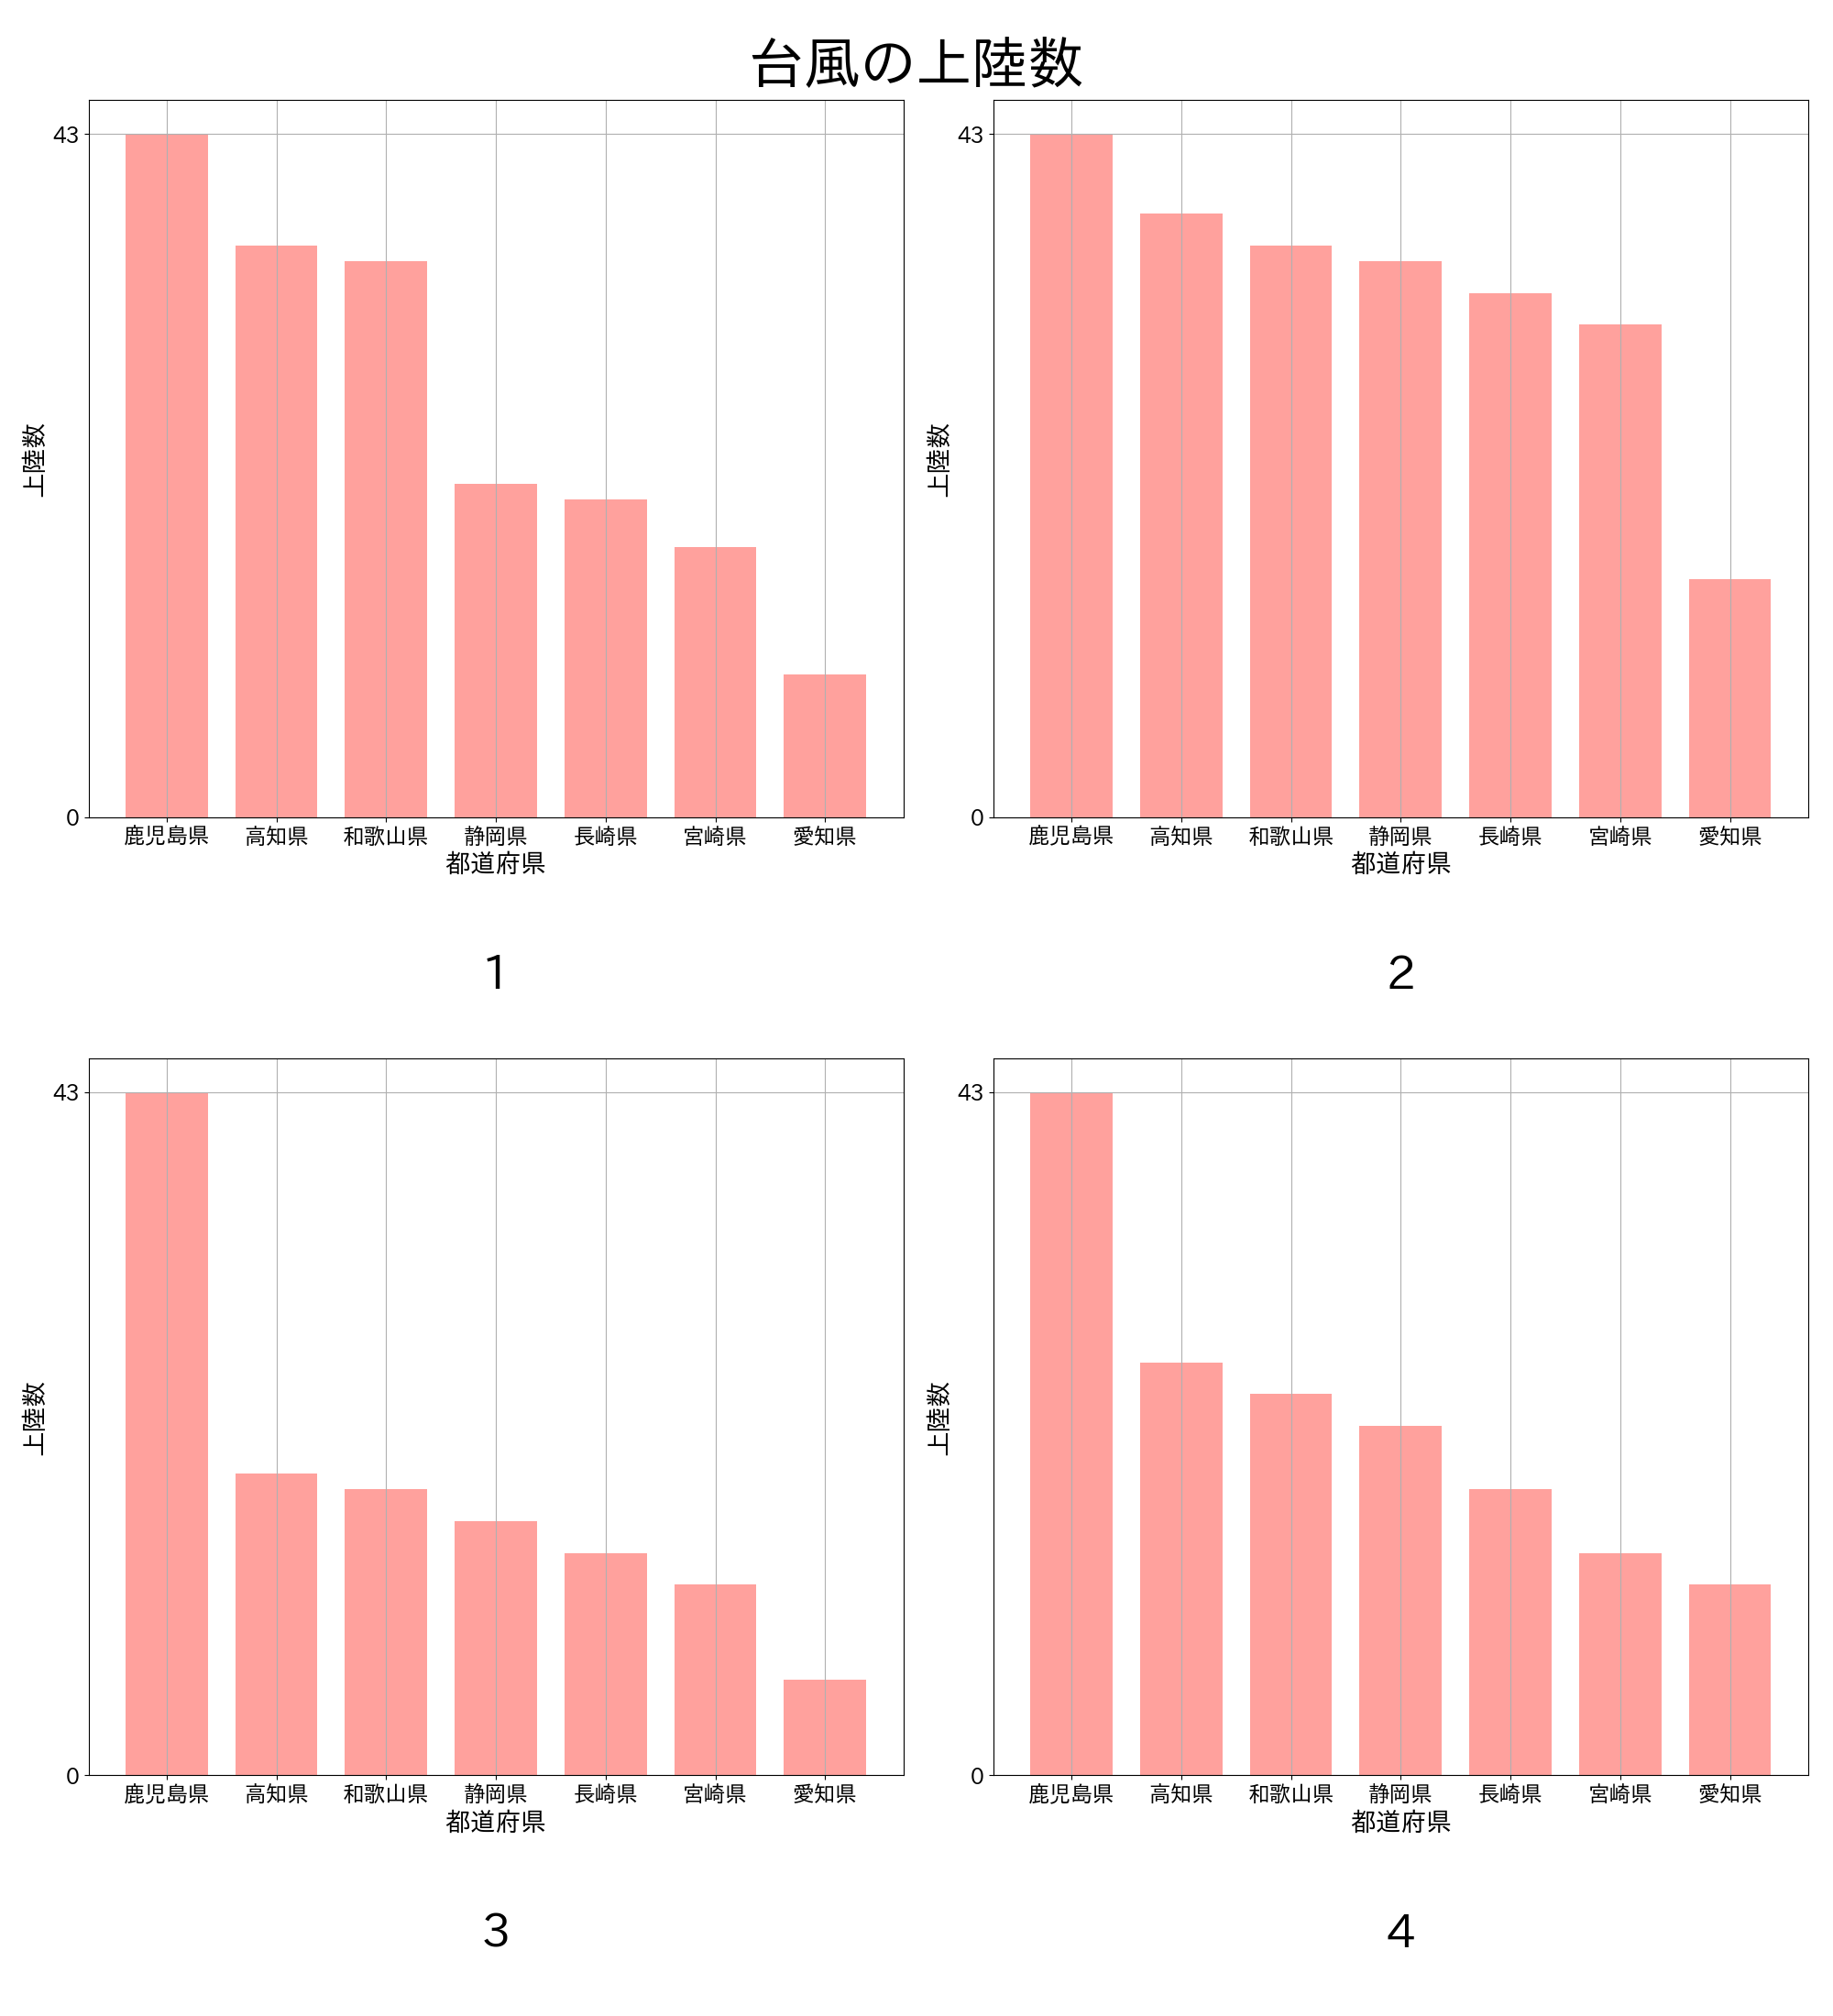 台風の上陸数
43
0
上陸数
鹿児島県 高知県 和歌山県 静岡県 長崎県 宮崎県 愛知県
都道府県
1
43
0
上陸数
鹿児島県 高知県 和歌山県 静岡県 長崎県 宮崎県 愛知県
都道府県
2
43
0
上陸数
鹿児島県 高知県 和歌山県 静岡県 長崎県 宮崎県 愛知県
都道府県
3
43
0
上陸数
鹿児島県 高知県 和歌山県 静岡県 長崎県 宮崎県 愛知県
都道府県
4